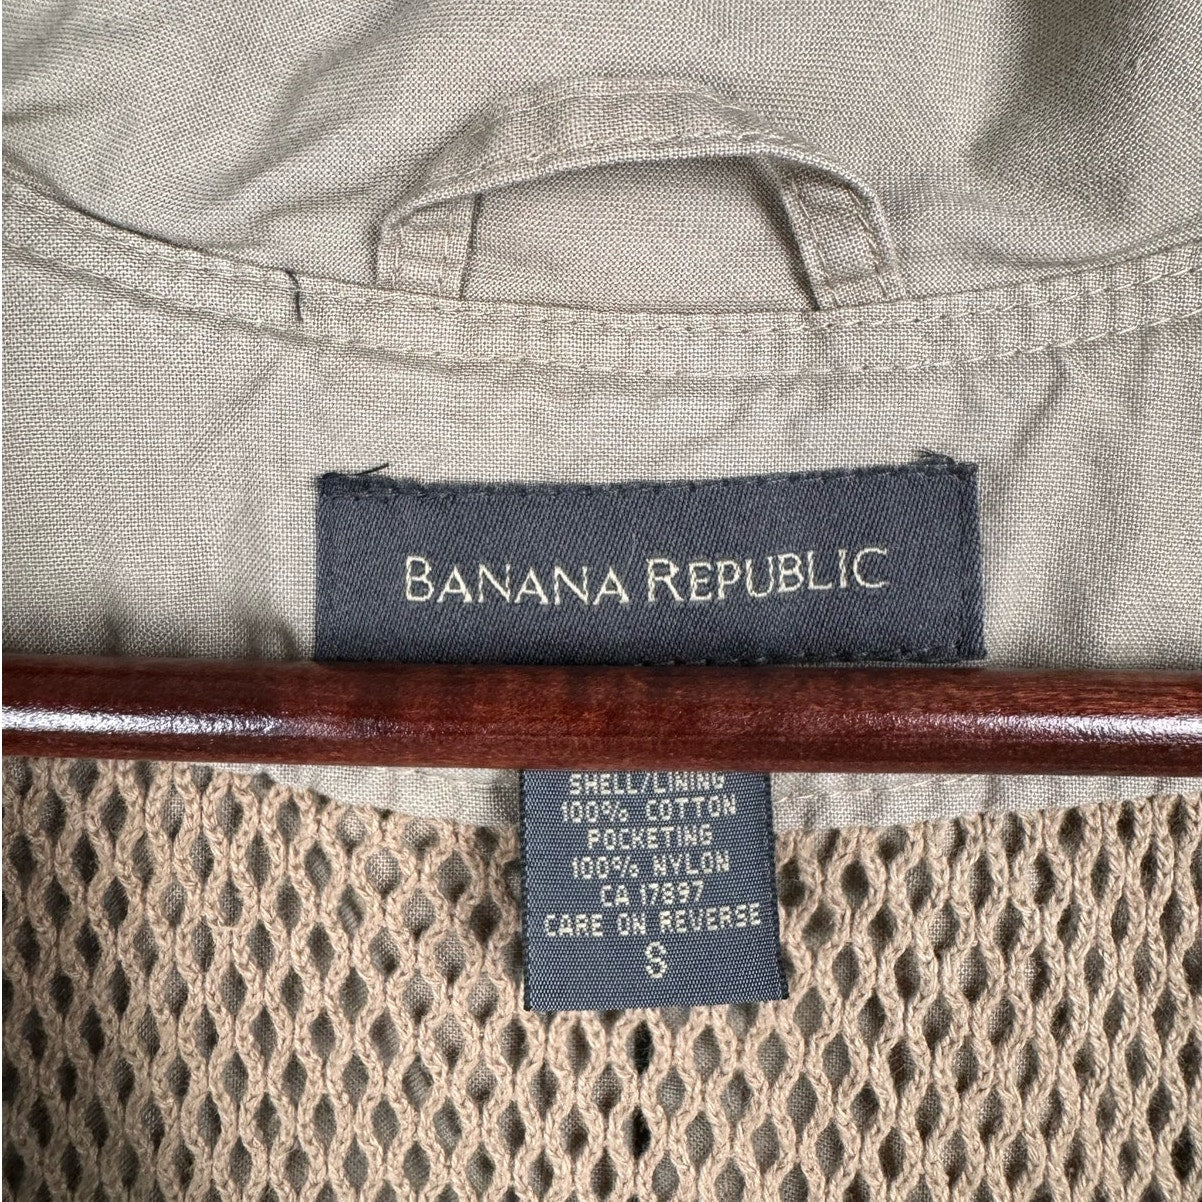 BANANA REPUBLIC
SHELL/LINING
100% COTTON
POCKETING
100% NYLON
CA 17897
CARE ON REVERSE
S